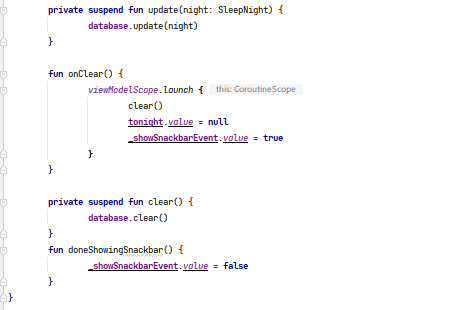 private suspend fun update(night: SleepNight) {
database.update(night)
}
fun onClear() {
viewModelScope.launch { this: CoroutineScope
clear()
tonight.value = null
_showSnackbarEvent.value = true
}
}
private suspend fun clear() {
database.clear()
}
fun doneShowingSnackbar() {
_showSnackbarEvent.value = false
}
}